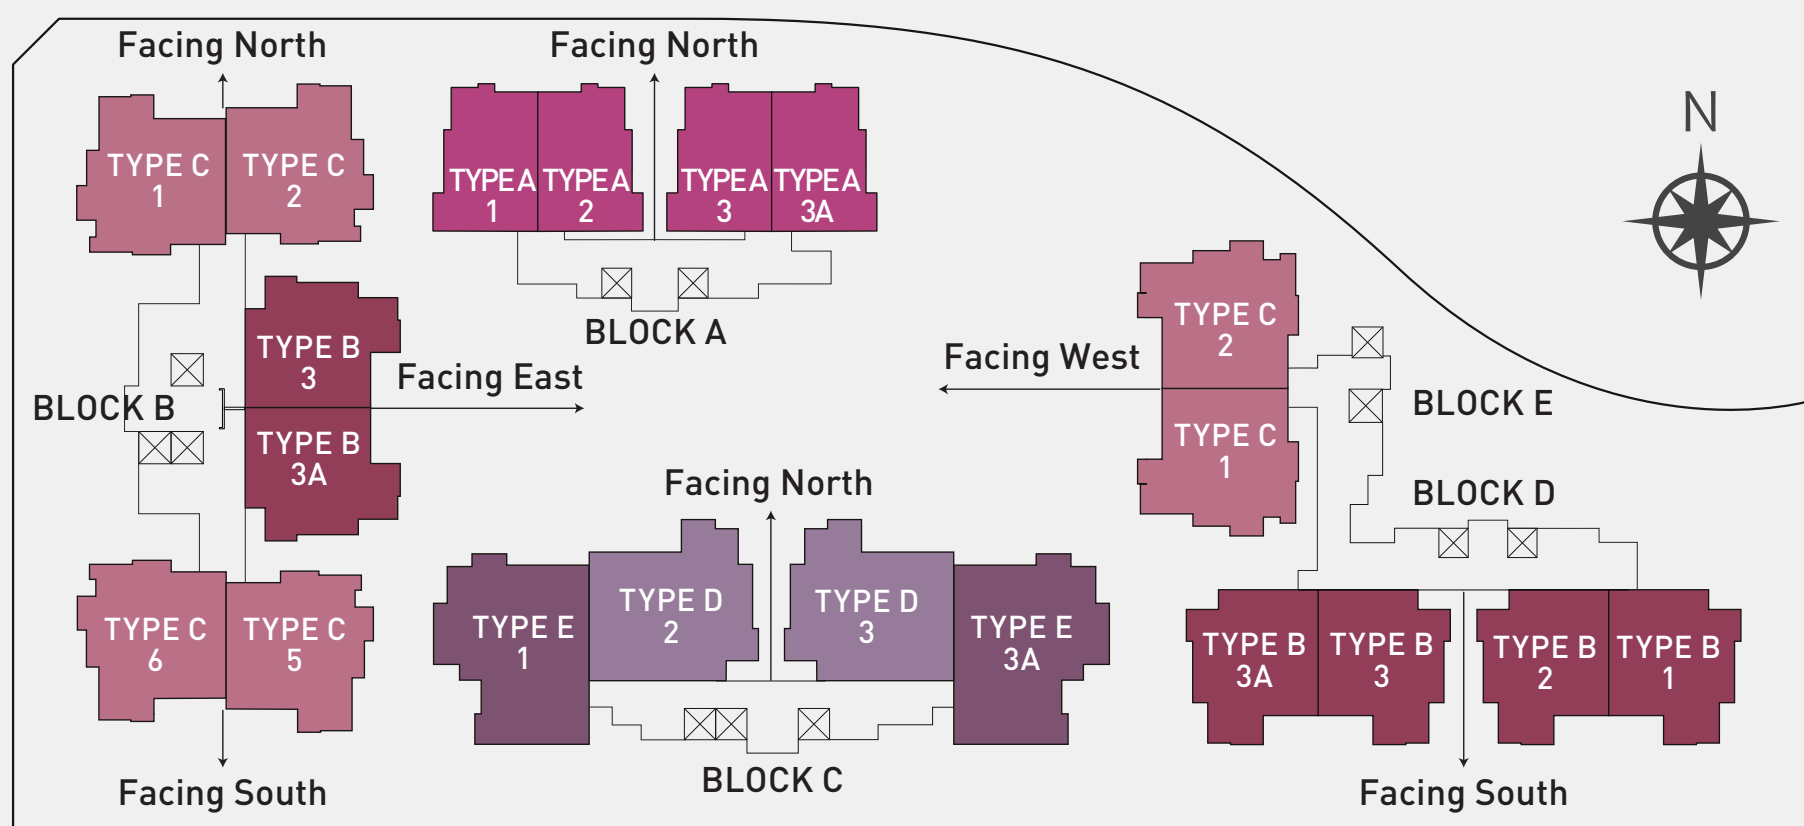 Facing North
Facing North
N
TYPE C
1
TYPE C
2
TYPE A
1
TYPE A
2
TYPE A
3
TYPE A
3A
BLOCK A
TYPE B
3
Facing East
BLOCK B
TYPE B
3A
Facing West
TYPE C
2
TYPE C
1
BLOCK E
BLOCK D
Facing North
TYPE C
6
TYPE C
5
TYPE E
1
TYPE D
2
TYPE D
3
TYPE E
3A
TYPE B
3A
TYPE B
3
TYPE B
2
TYPE B
1
Facing South
BLOCK C
Facing South